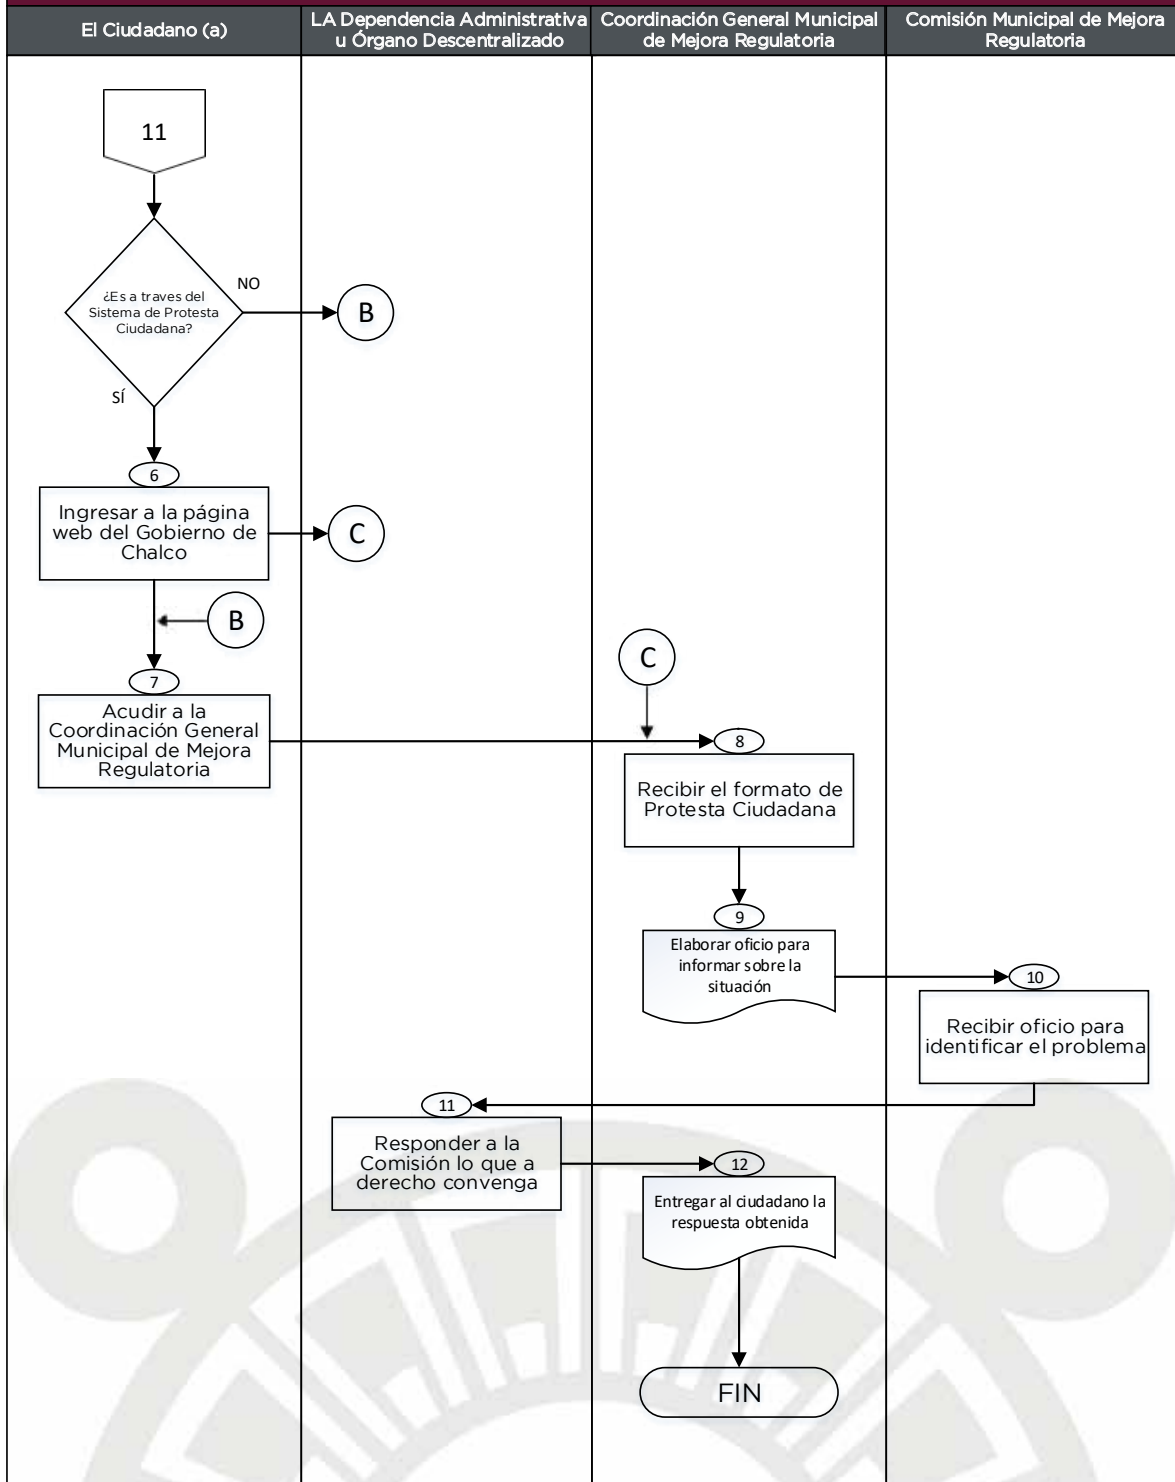 El Ciudadano (a)
LA Dependencia Administrativa
u Órgano Descentralizado
Coordinación General Municipal
de Mejora Regulatoria
Comisión Municipal de Mejora
Regulatoria
11
¿Es a traves del
Sistema de Protesta
Ciudadana?
NO
B
SÍ
6
Ingresar a la página
web del Gobierno de
Chalco
C
B
7
Acudir a la
Coordinación General
Municipal de Mejora
Regulatoria
C
8
Recibir el formato de
Protesta Ciudadana
9
Elaborar oficio para
informar sobre la
situación
10
Recibir oficio para
identificar el problema
11
Responder a la
Comisión lo que a
derecho convenga
12
Entregar al ciudadano la
respuesta obtenida
FIN